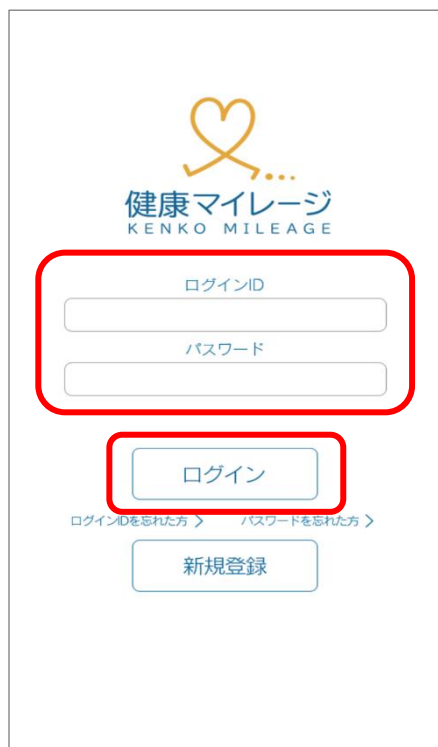 健康マイレージ
KENKO MILEAGE
ログインID
パスワード
ログイン
ログインIDを忘れた方 パスワードを忘れた方
新規登録